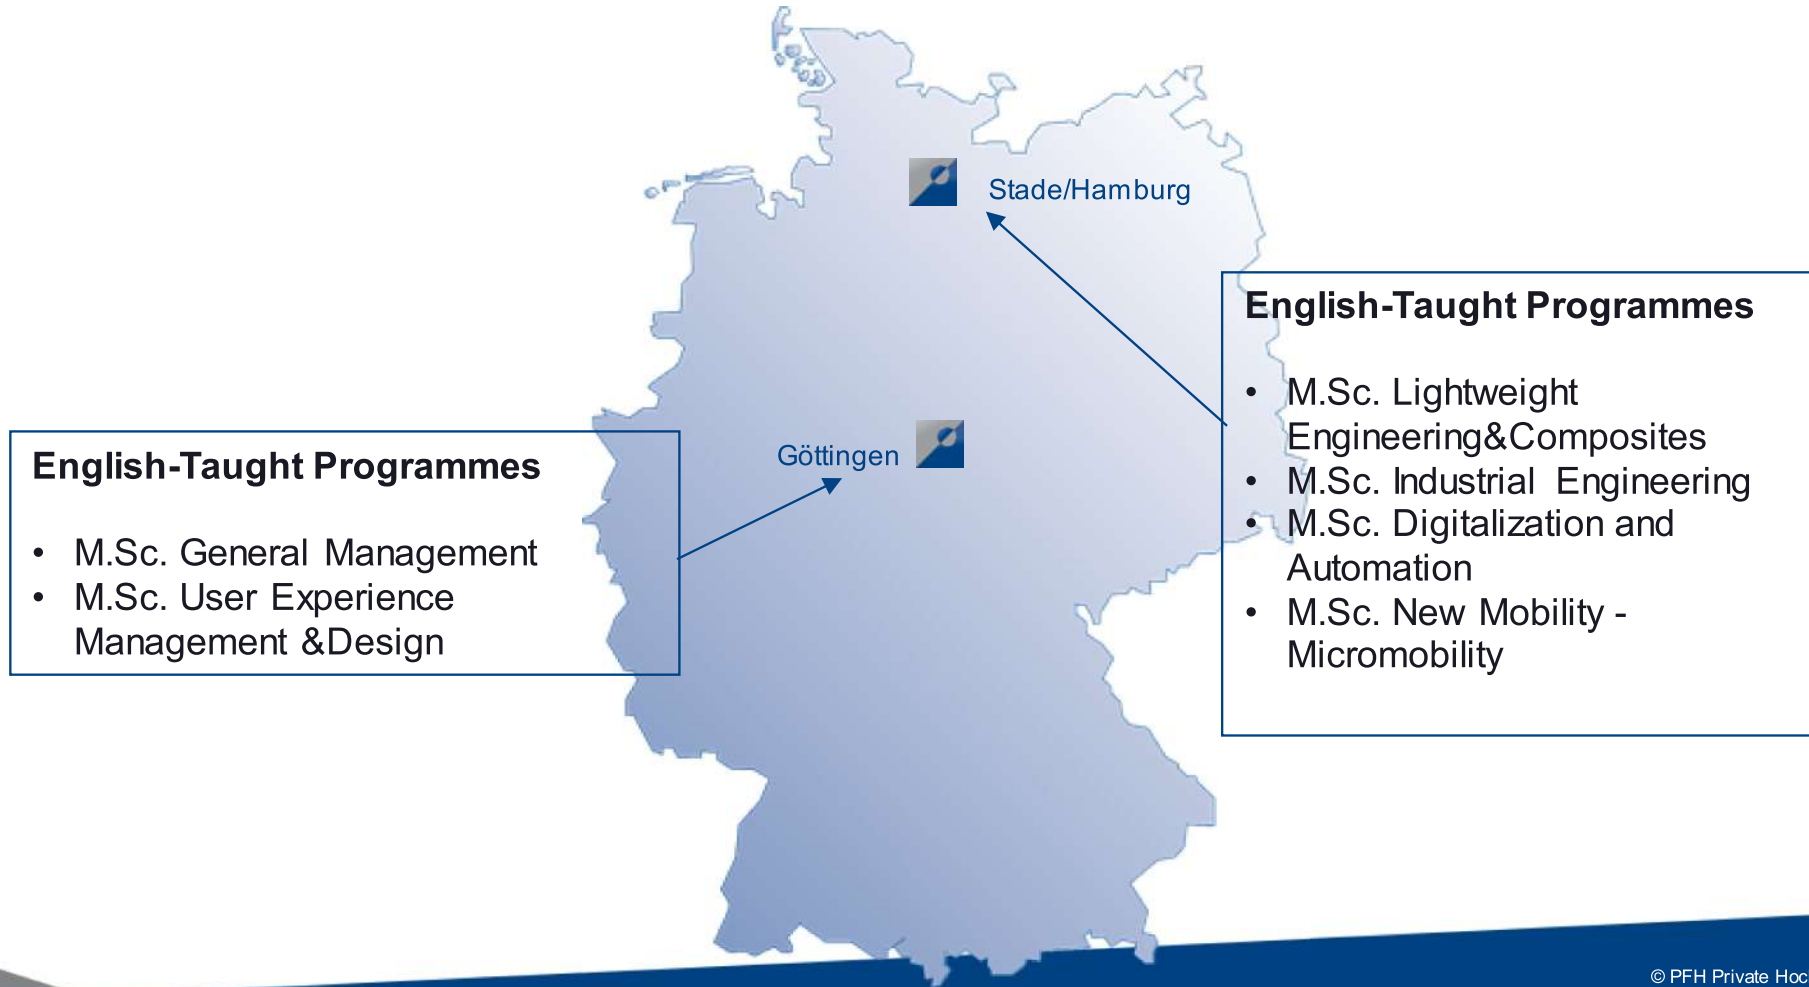 Stade/Hamburg
English-Taught Programmes
• M.Sc. Lightweight
Engineering&Composites
• M.Sc. Industrial Engineering
• M.Sc. Digitalization and
Automation
• M.Sc. New Mobility -
Micromobility
Göttingen
English-Taught Programmes
• M.Sc. General Management
• M.Sc. User Experience
Management &Design
© PFH Private Hoc